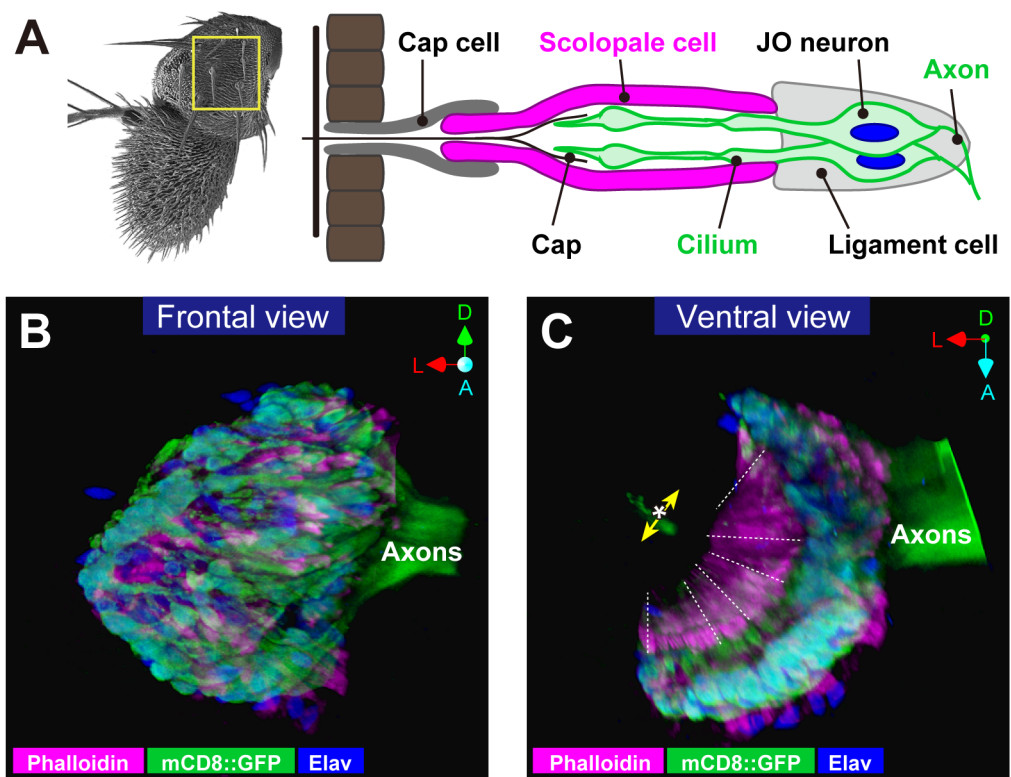 A
Cap cell
Scolopale cell
JO neuron
Axon
Cap
Cilium
Ligament cell
B
Frontal view
D
L
A
Axons
Phalloidin mCD8::GFP Elav
C
Ventral view
D
L
A
*
Axons
Phalloidin mCD8::GFP Elav